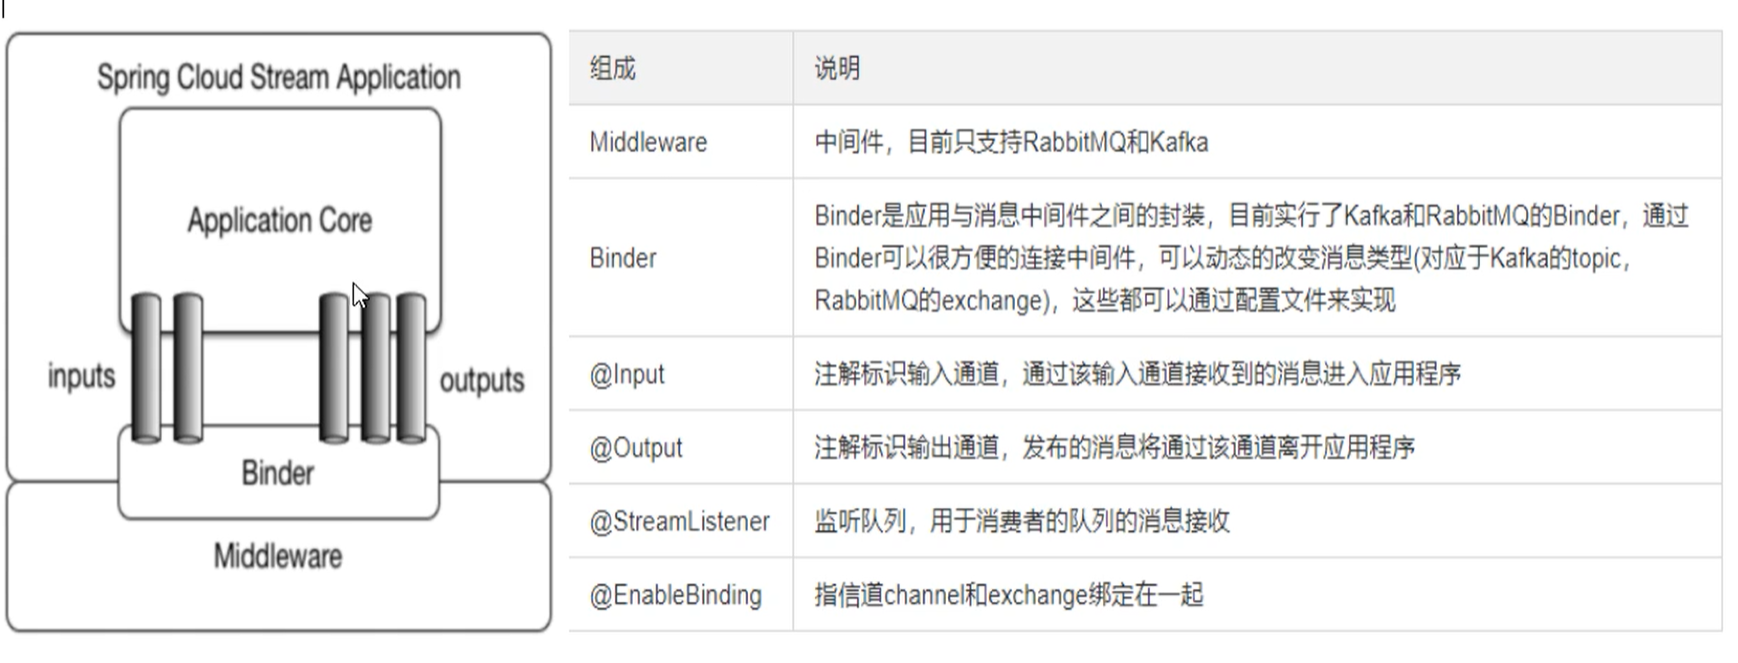 Spring Cloud Stream Application
Application Core
inputs
outputs
Binder
Middleware
组成 说明
Middleware 中间件，目前只支持RabbitMQ和Kafka
Binder Binder是应用与消息中间件之间的封装，目前实行了Kafka和RabbitMQ的Binder，通过
Binder可以很方便的连接中间件，可以动态的改变消息类型(对应于Kafka的topic，
RabbitMQ的exchange)，这些都可以通过配置文件来实现
@Input 注解标识输入通道，通过该输入通道接收到的消息进入应用程序
@Output 注解标识输出通道，发布的消息将通过该通道离开应用程序
@StreamListener 监听队列，用于消费者的队列的消息接收
@EnableBinding 指信道channel和exchange绑定在一起